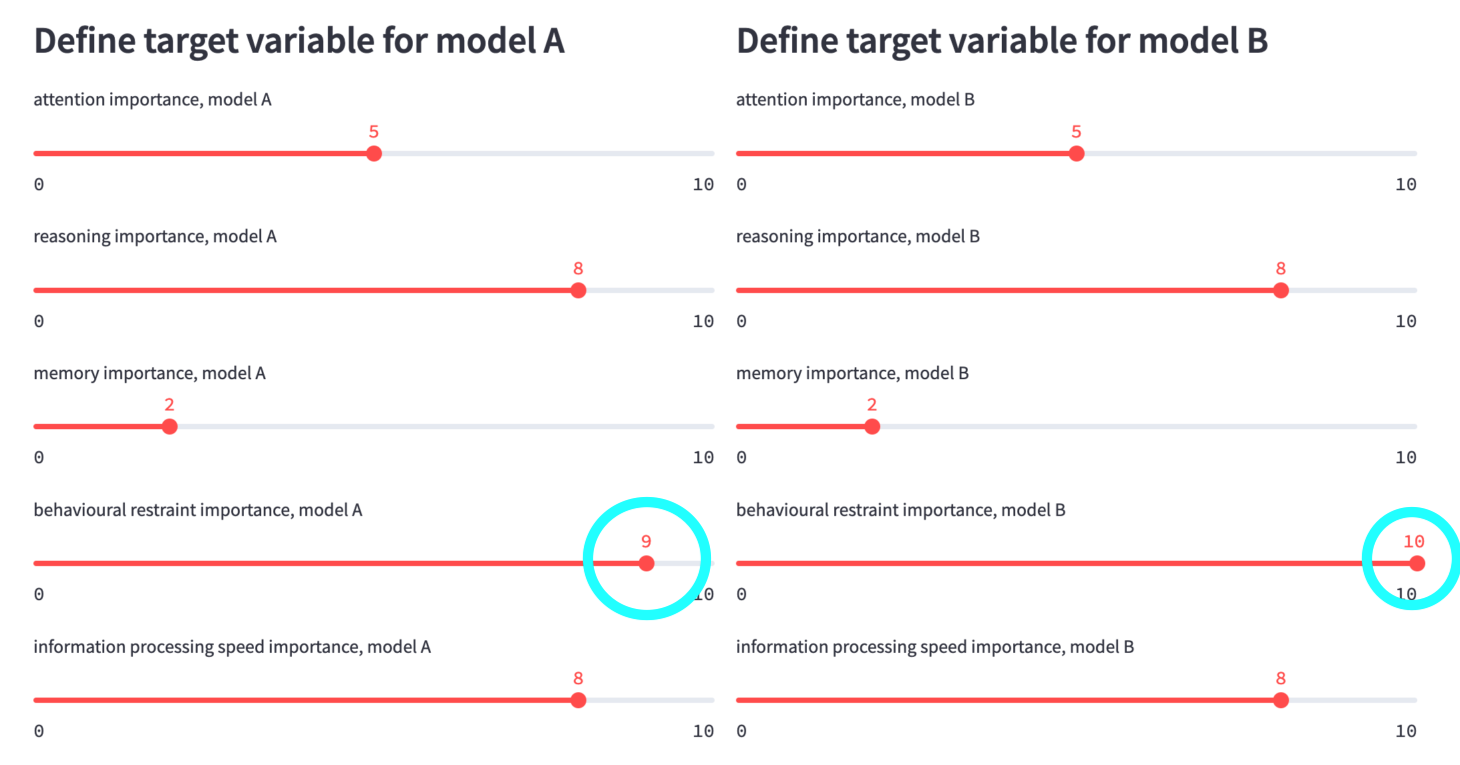 Define target variable for model A
attention importance, model A
5
0 10
reasoning importance, model A
8
0 10
memory importance, model A
2
0 10
behavioural restraint importance, model A
9
0 10
information processing speed importance, model A
8
0 10
Define target variable for model B
attention importance, model B
5
0 10
reasoning importance, model B
8
0 10
memory importance, model B
2
0 10
behavioural restraint importance, model B
10
0 10
information processing speed importance, model B
8
0 10